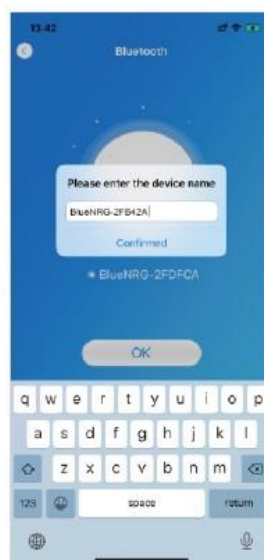 13:42
Bluetooth
Please enter the device name
BlueNRG-2FB42A
Confirmed
BlueNRG-2FDFCA
OK
q w e r t y u i o p
a s d f g h j k l
z x c v b n m
123 space return